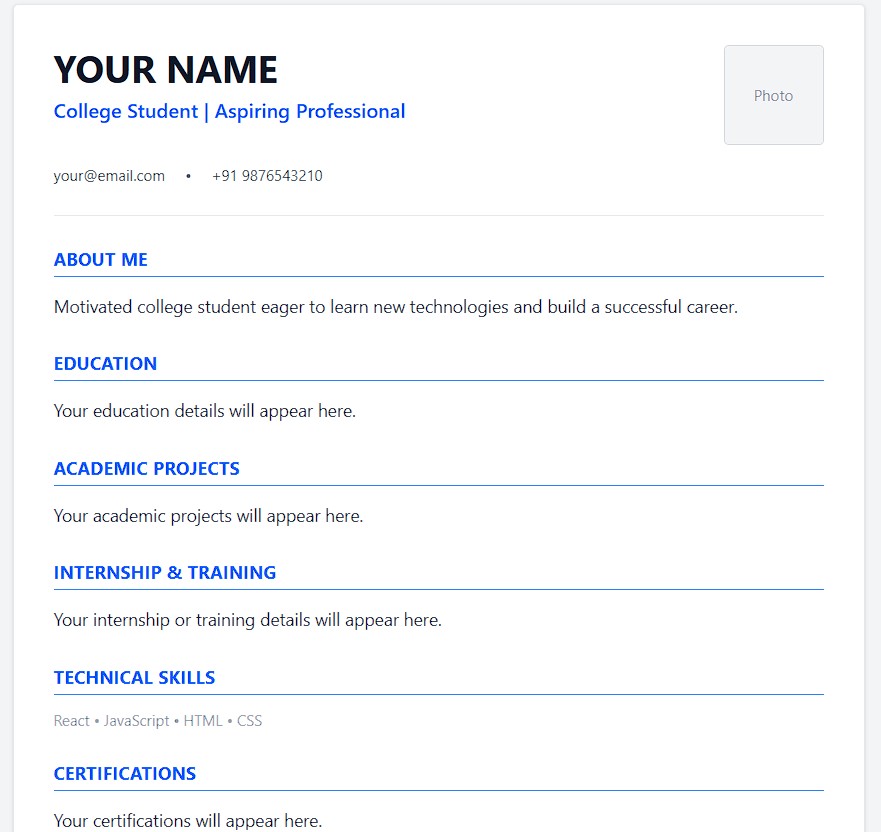 YOUR NAME
College Student | Aspiring Professional
Photo
your@email.com • +91 9876543210
ABOUT ME
Motivated college student eager to learn new technologies and build a successful career.
EDUCATION
Your education details will appear here.
ACADEMIC PROJECTS
Your academic projects will appear here.
INTERNSHIP & TRAINING
Your internship or training details will appear here.
TECHNICAL SKILLS
React • JavaScript • HTML • CSS
CERTIFICATIONS
Your certifications will appear here.